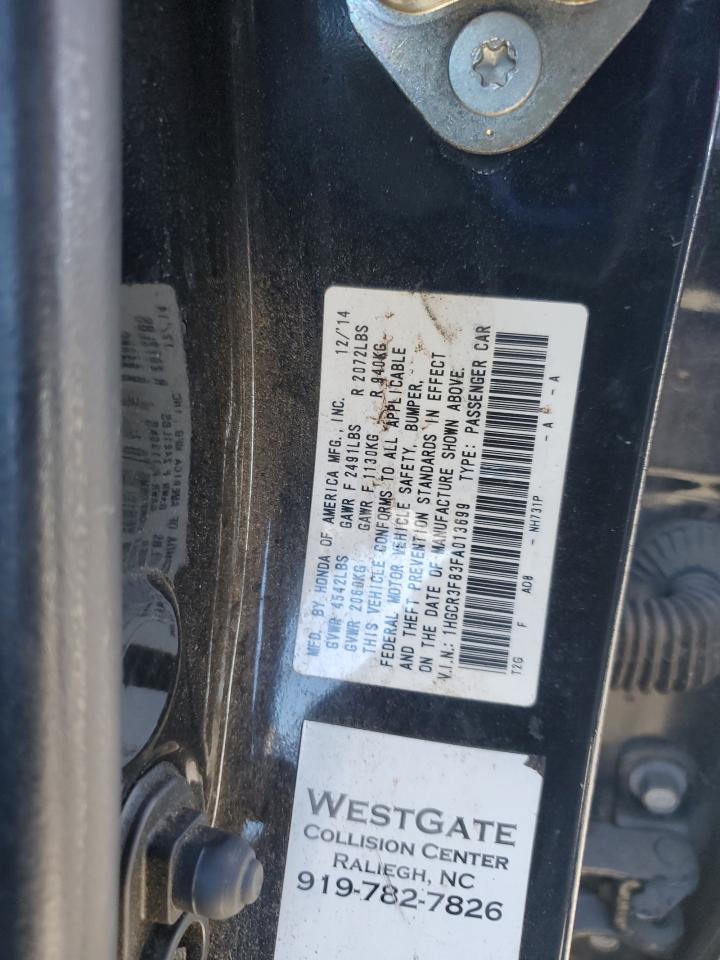 MFD. BY HONDA OF AMERICA MFG., INC. 12/'14
GVWR 4542LBS GAWR F 2491LBS R 2072LBS
GVWR 2060KG GAWR F 1130KG R 940KG
THIS VEHICLE CONFORMS TO ALL APPLICABLE
FEDERAL MOTOR VEHICLE SAFETY, BUMPER,
AND THEFT PREVENTION STANDARDS IN EFFECT
ON THE DATE OF MANUFACTURE SHOWN ABOVE.
V.I.N.: 1HGCR3F83FA013699 TYPE: PASSENGER CAR
T2G F AD8 - NH731P - A - A
WESTGATE
COLLISION CENTER
RALIEGH, NC
919-782-7826